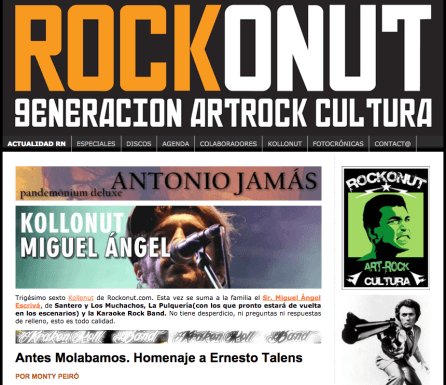 ROCKONUT
9ENERACION ARTROCK CULTURA
ACTUALIDAD RN ESPECIALES DISCOS AGENDA COLABORADORES KOLLONUT FOTOCRÓNICAS CONTACT@
pandemonium deluxe ANTONIO JAMÁS
KOLLONUT
MIGUEL ÁNGEL
Trigésimo sexto Kollonut de Rockonut.com. Esta vez se suma a la familia el Sr. Miguel Ángel
Escrivá, de Santero y Los Muchachos, La Pulquería(con los que pronto estará de vuelta
en los escenarios) y la Karaoke Rock Band. No tiene desperdicio, ni preguntas ni respuestas
de relleno, esto es todo calidad.
Antes Molabamos. Homenaje a Ernesto Talens
POR MONTY PEIRÓ
ROCKONUT
ART-ROCK
CULTURA